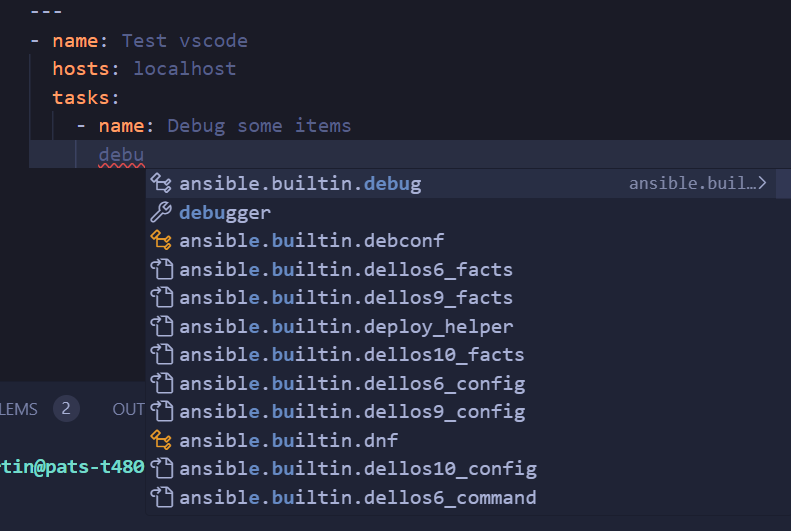 ---
- name: Test vscode
hosts: localhost
tasks:
- name: Debug some items
debu
ansible.builtin.debug ansible.buil…
debugger
ansible.builtin.debconf
ansible.builtin.dellos6_facts
ansible.builtin.dellos9_facts
ansible.builtin.deploy_helper
ansible.builtin.dellos10_facts
ansible.builtin.dellos6_config
LEMS 2 OUT
ansible.builtin.dellos9_config
ansible.builtin.dnf
tin@pats-t480
ansible.builtin.dellos10_config
ansible.builtin.dellos6_command